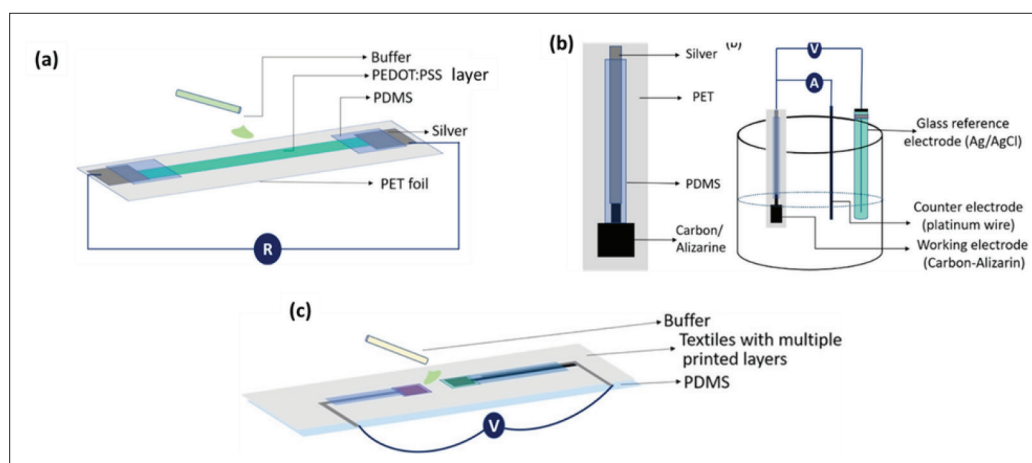 (a)
Buffer
PEDOT:PSS layer
PDMS
Silver
PET foil
R
(b)
Silver
PET
PDMS
Carbon/
Alizarine
V
A
Glass reference
electrode (Ag/AgCl)
Counter electrode
(platinum wire)
Working electrode
(Carbon-Alizarin)
(c)
Buffer
Textiles with multiple
printed layers
PDMS
V